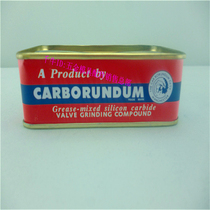 A Product by
CARBORUNDUM
Grease-mixed silicon carbide
VALVE GRINDING COMPOUND